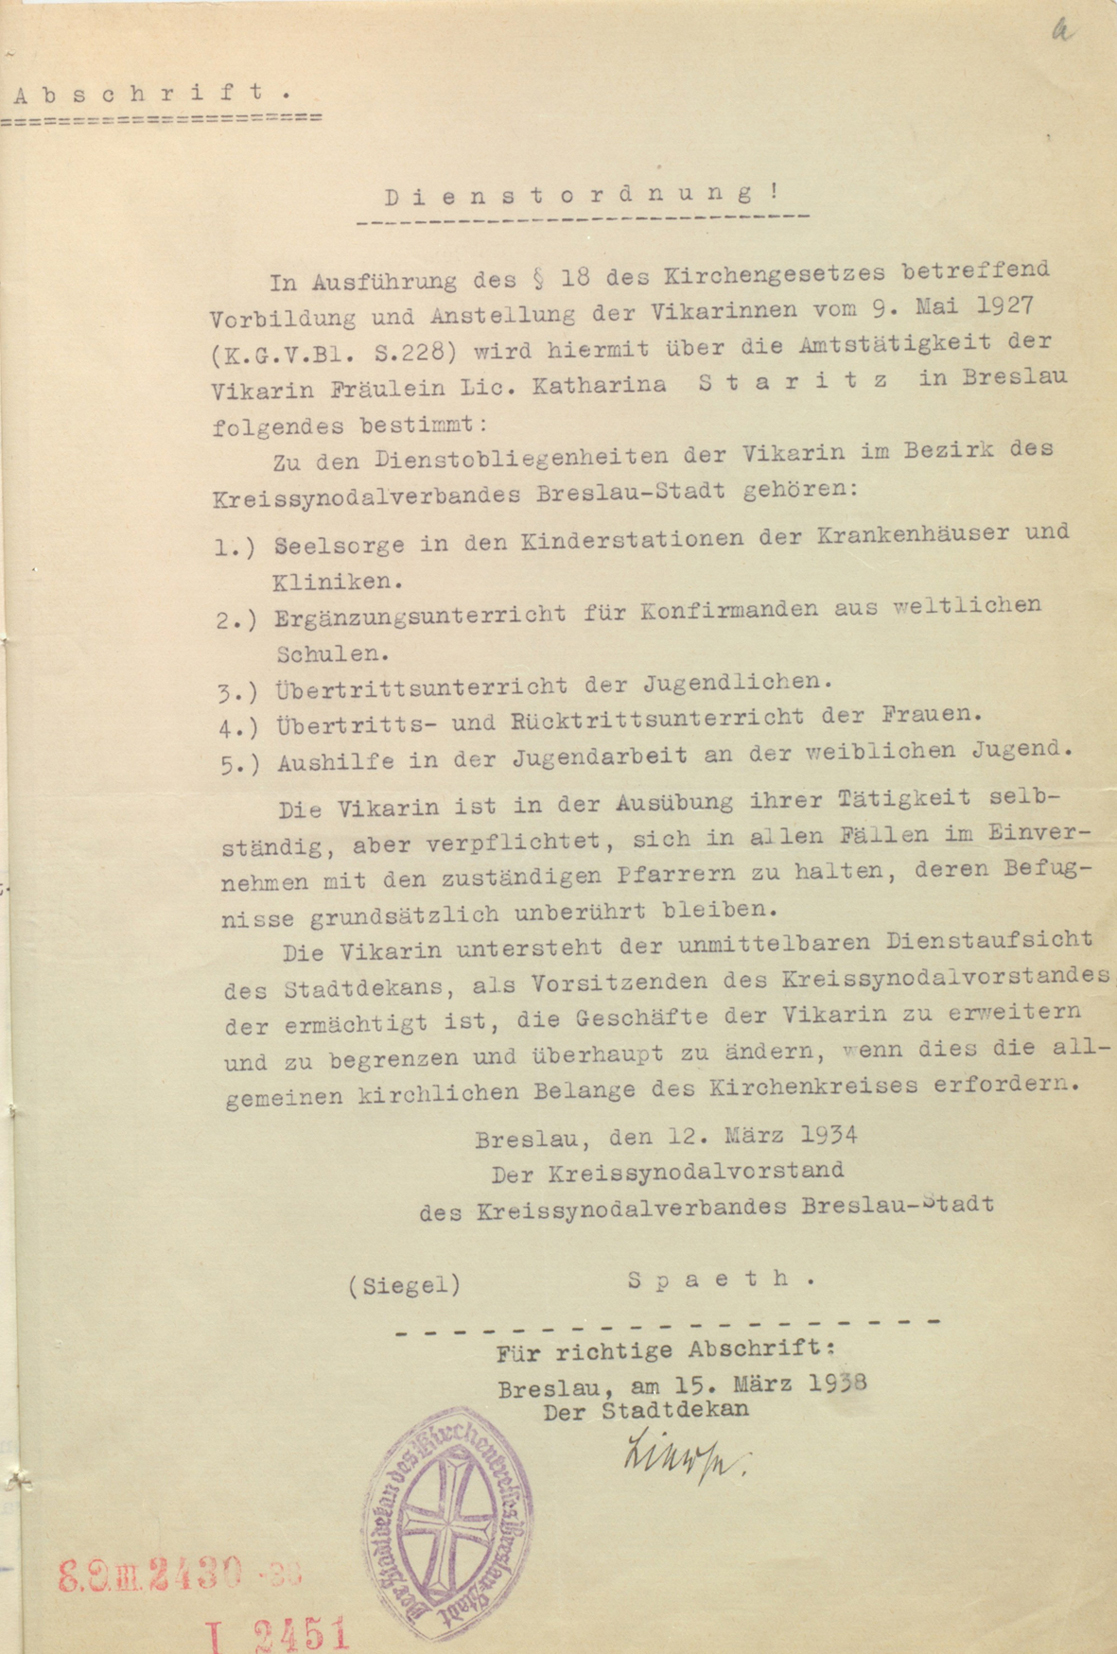 a
A b s c h r i f t .
D i e n s t o r d n u n g !
In Ausführung des § 18 des Kirchengesetzes betreffend
Vorbildung und Anstellung der Vikarinnen vom 9. Mai 1927
(K.G.V.Bl. S.228) wird hiermit über die Amtstätigkeit der
Vikarin Fräulein Lic. Katharina S t a r i t z in Breslau
folgendes bestimmt:
Zu den Dienstobliegenheiten der Vikarin im Bezirk des
Kreissynodalverbandes Breslau-Stadt gehören:
1.) Seelsorge in den Kinderstationen der Krankenhäuser und
Kliniken.
2.) Ergänzungsunterricht für Konfirmanden aus weltlichen
Schulen.
3.) Übertrittsunterricht der Jugendlichen.
4.) Übertritts- und Rücktrittsunterricht der Frauen.
5.) Aushilfe in der Jugendarbeit an der weiblichen Jugend.
Die Vikarin ist in der Ausübung ihrer Tätigkeit selb-
ständig, aber verpflichtet, sich in allen Fällen im Einver-
nehmen mit den zuständigen Pfarrern zu halten, deren Befug-
nisse grundsätzlich unberührt bleiben.
Die Vikarin untersteht der unmittelbaren Dienstaufsicht
des Stadtdekans, als Vorsitzenden des Kreissynodalvorstandes
der ermächtigt ist, die Geschäfte der Vikarin zu erweitern
und zu begrenzen und überhaupt zu ändern, wenn dies die all-
gemeinen kirchlichen Belange des Kirchenkreises erfordern.
Breslau, den 12. März 1934
Der Kreissynodalvorstand
des Kreissynodalverbandes Breslau-Stadt
(Siegel) S p a e t h .
Für richtige Abschrift:
Breslau, am 15. März 1938
Der Stadtdekan
Der Stadtdekan des Kirchenkreises Breslau-Stadt
III. 2430
I 2451